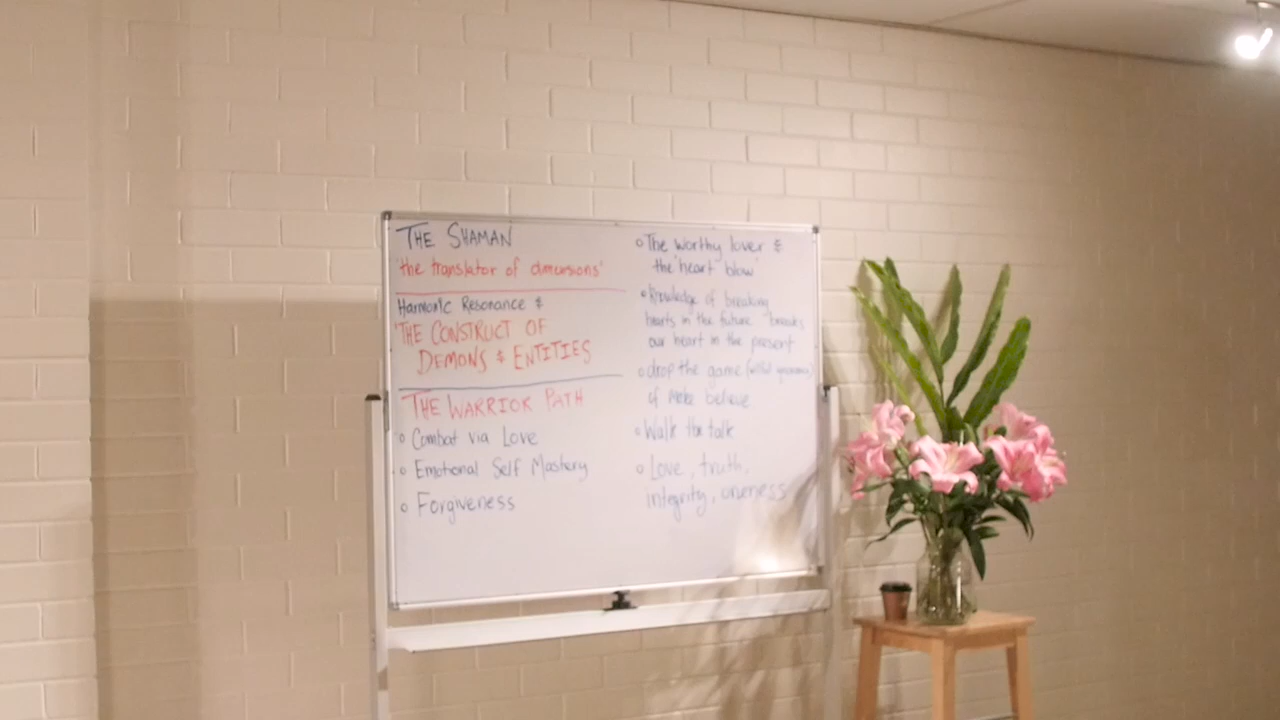 THE SHAMAN
'the translator of dimensions'
Harmonic Resonance &
'THE CONSTRUCT OF
DEMONS & ENTITIES
THE WARRIOR PATH
o Combat via Love
o Emotional Self Mastery
o Forgiveness
o The worthy lover &
the 'heart blow'
o Knowledge of breaking
hearts in the future "breaks
our heart in the present
o drop the game (wilful ignorance)
of make believe
o Walk the talk
o Love, truth,
integrity, oneness